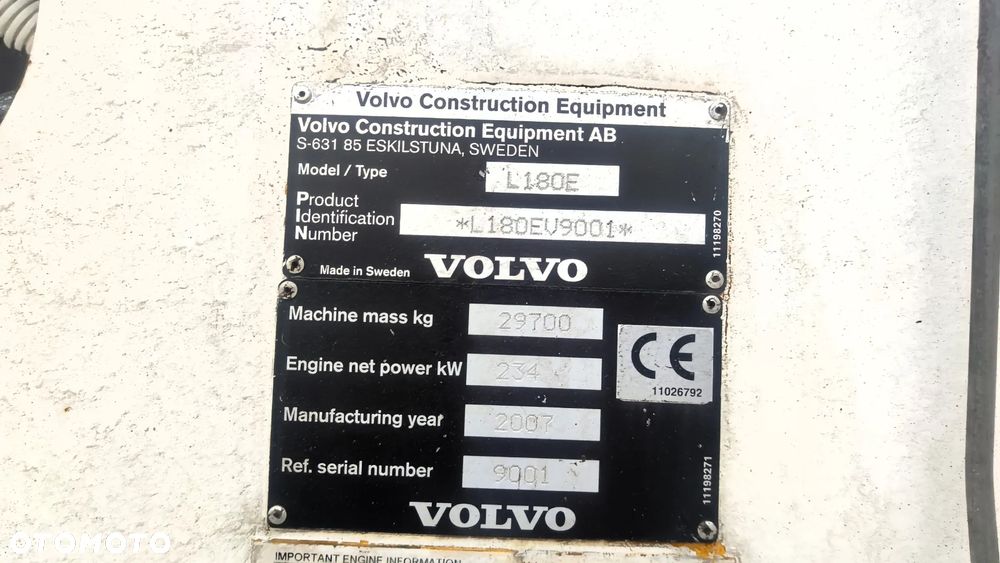 Volvo Construction Equipment
Volvo Construction Equipment AB
S-631 85 ESKILSTUNA, SWEDEN
Model / Type L180E
Product
Identification
Number
*L180EV9001*
11198270
Made in Sweden VOLVO
Machine mass kg 29700
Engine net power kW 234
CE
11026792
Manufacturing year 2007
Ref. serial number 9001
11198271
VOLVO
IMPORTANT ENGINE INFORMATION
OTOMOTO